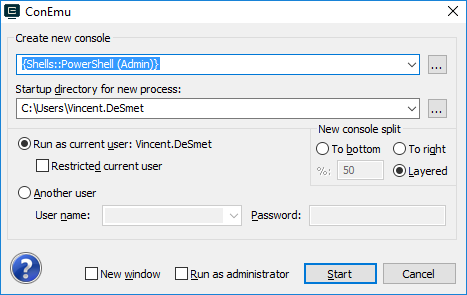 ConEmu
Create new console
{Shells::PowerShell (Admin)}
...
Startup directory for new process:
C:\Users\Vincent.DeSmet
...
Run as current user: Vincent.DeSmet
Restricted current user
Another user
User name:
Password:
New console split
To bottom
To right
%:
50
Layered
?
New window
Run as administrator
Start
Cancel